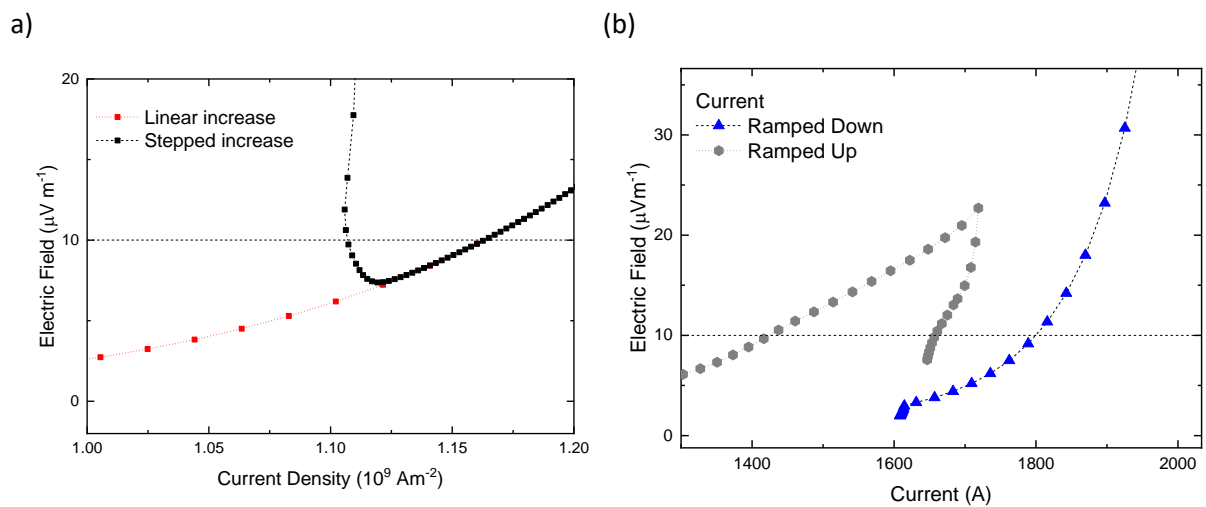 a)
20
10
0
Electric Field (μV m⁻¹)
Linear increase
Stepped increase
1.00
1.05
1.10
1.15
1.20
Current Density (10⁹ Am⁻²)
(b)
30
20
10
0
Electric Field (μVm⁻¹)
Current
Ramped Down
Ramped Up
1400
1600
1800
2000
Current (A)